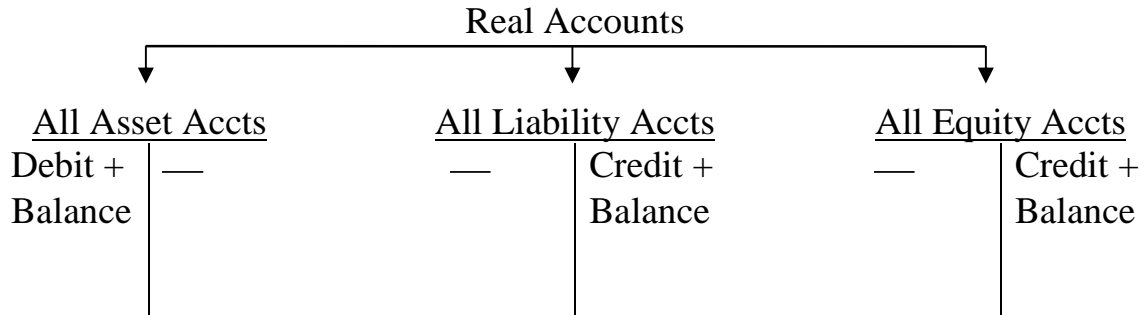 Real Accounts
All Asset Accts All Liability Accts All Equity Accts
Debit + — — Credit + — Credit +
Balance Balance Balance